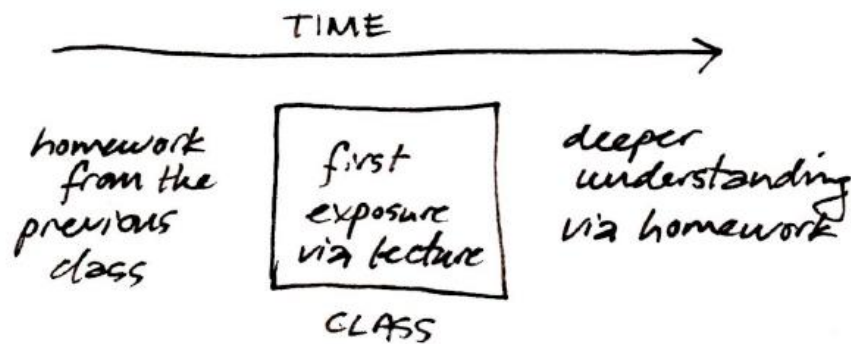 TIME
homework
from the
previous
class
first
exposure
via lecture
CLASS
deeper
understanding
via homework